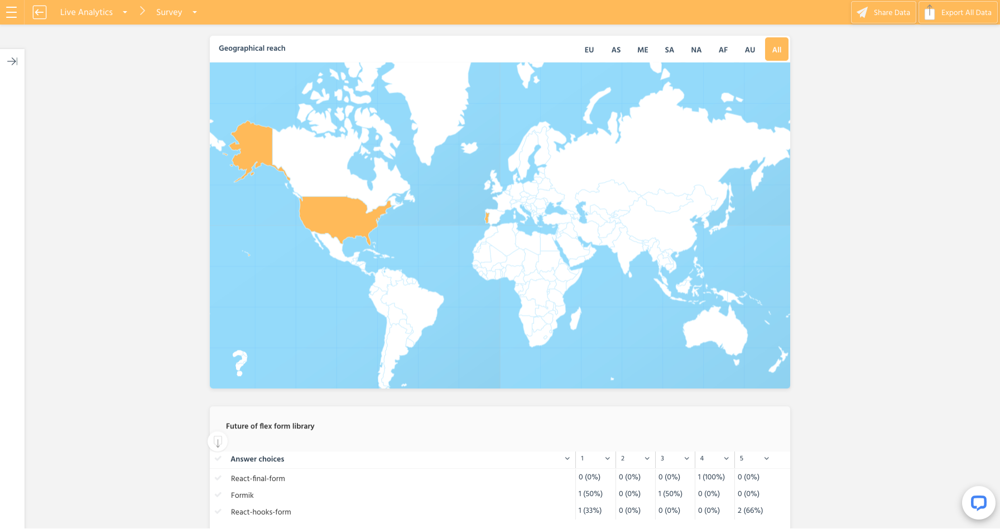 Live Analytics
Survey
Share Data
Export All Data
Geographical reach
EU AS ME SA NA AF AU All
?
Future of flex form library
Answer choices 1 2 3 4 5
React-final-form 0 (0%) 0 (0%) 0 (0%) 1 (100%) 0 (0%)
Formik 1 (50%) 0 (0%) 1 (50%) 0 (0%) 0 (0%)
React-hooks-form 1 (33%) 0 (0%) 0 (0%) 0 (0%) 2 (66%)